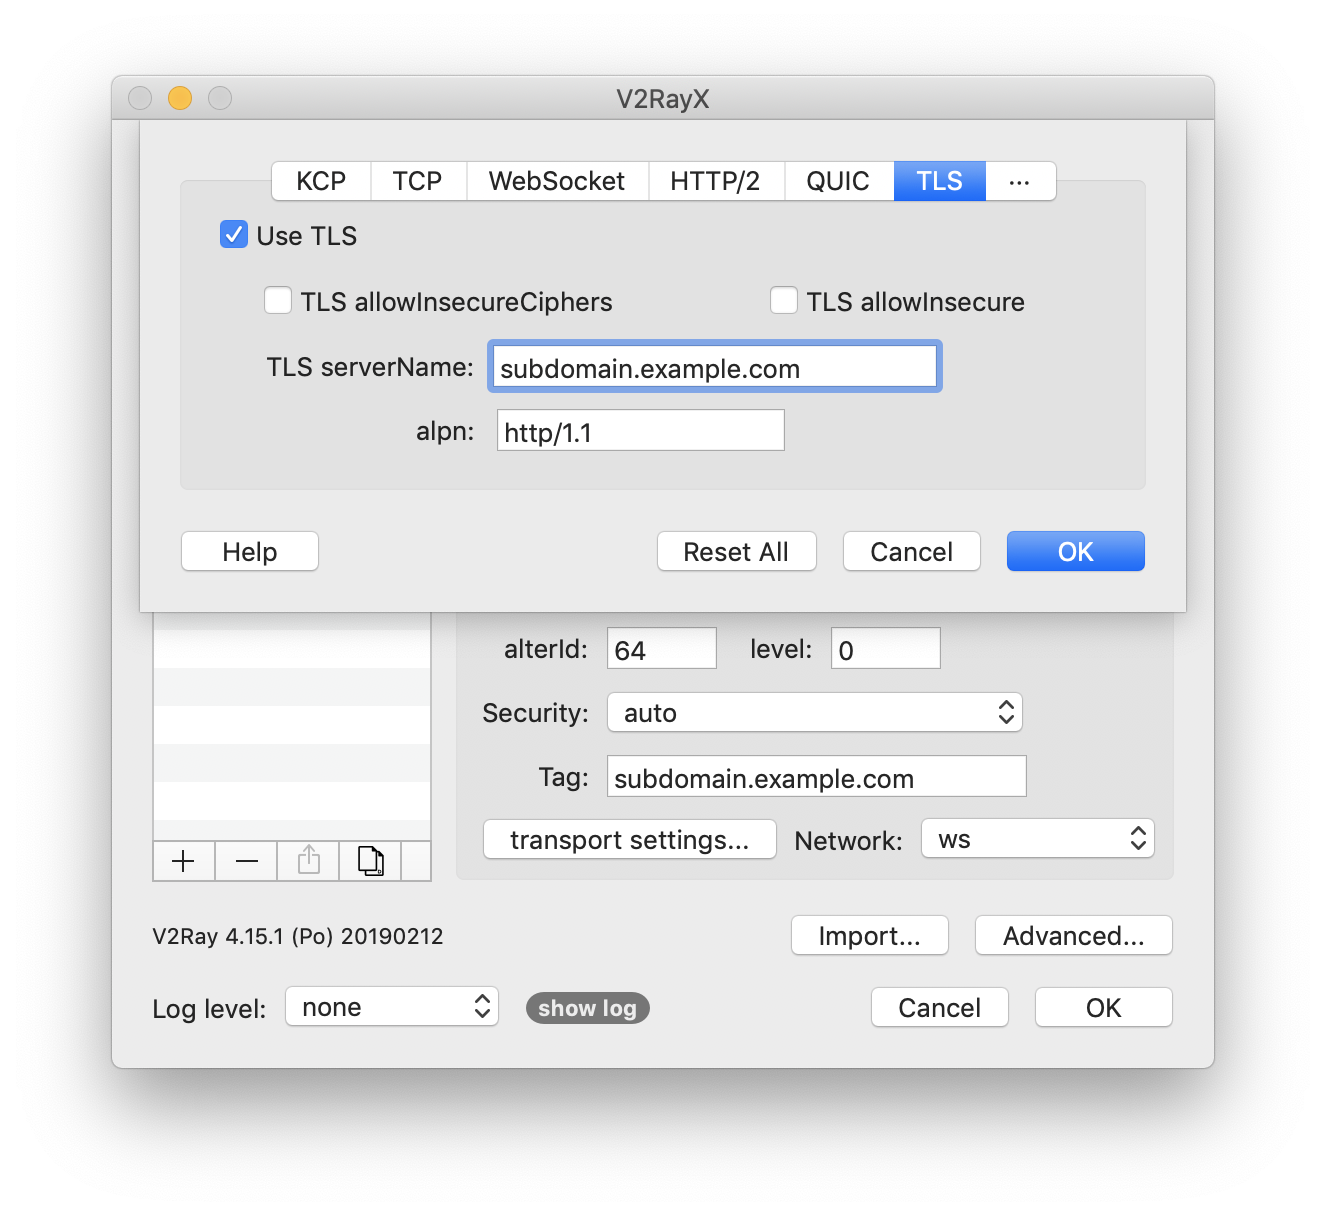 V2RayX
KCP TCP WebSocket HTTP/2 QUIC TLS ...
Use TLS
TLS allowInsecureCiphers TLS allowInsecure
TLS serverName: subdomain.example.com
alpn: http/1.1
Help Reset All Cancel OK
alterId: 64 level: 0
Security: auto
Tag: subdomain.example.com
transport settings... Network: ws
V2Ray 4.15.1 (Po) 20190212 Import... Advanced...
Log level: none show log Cancel OK